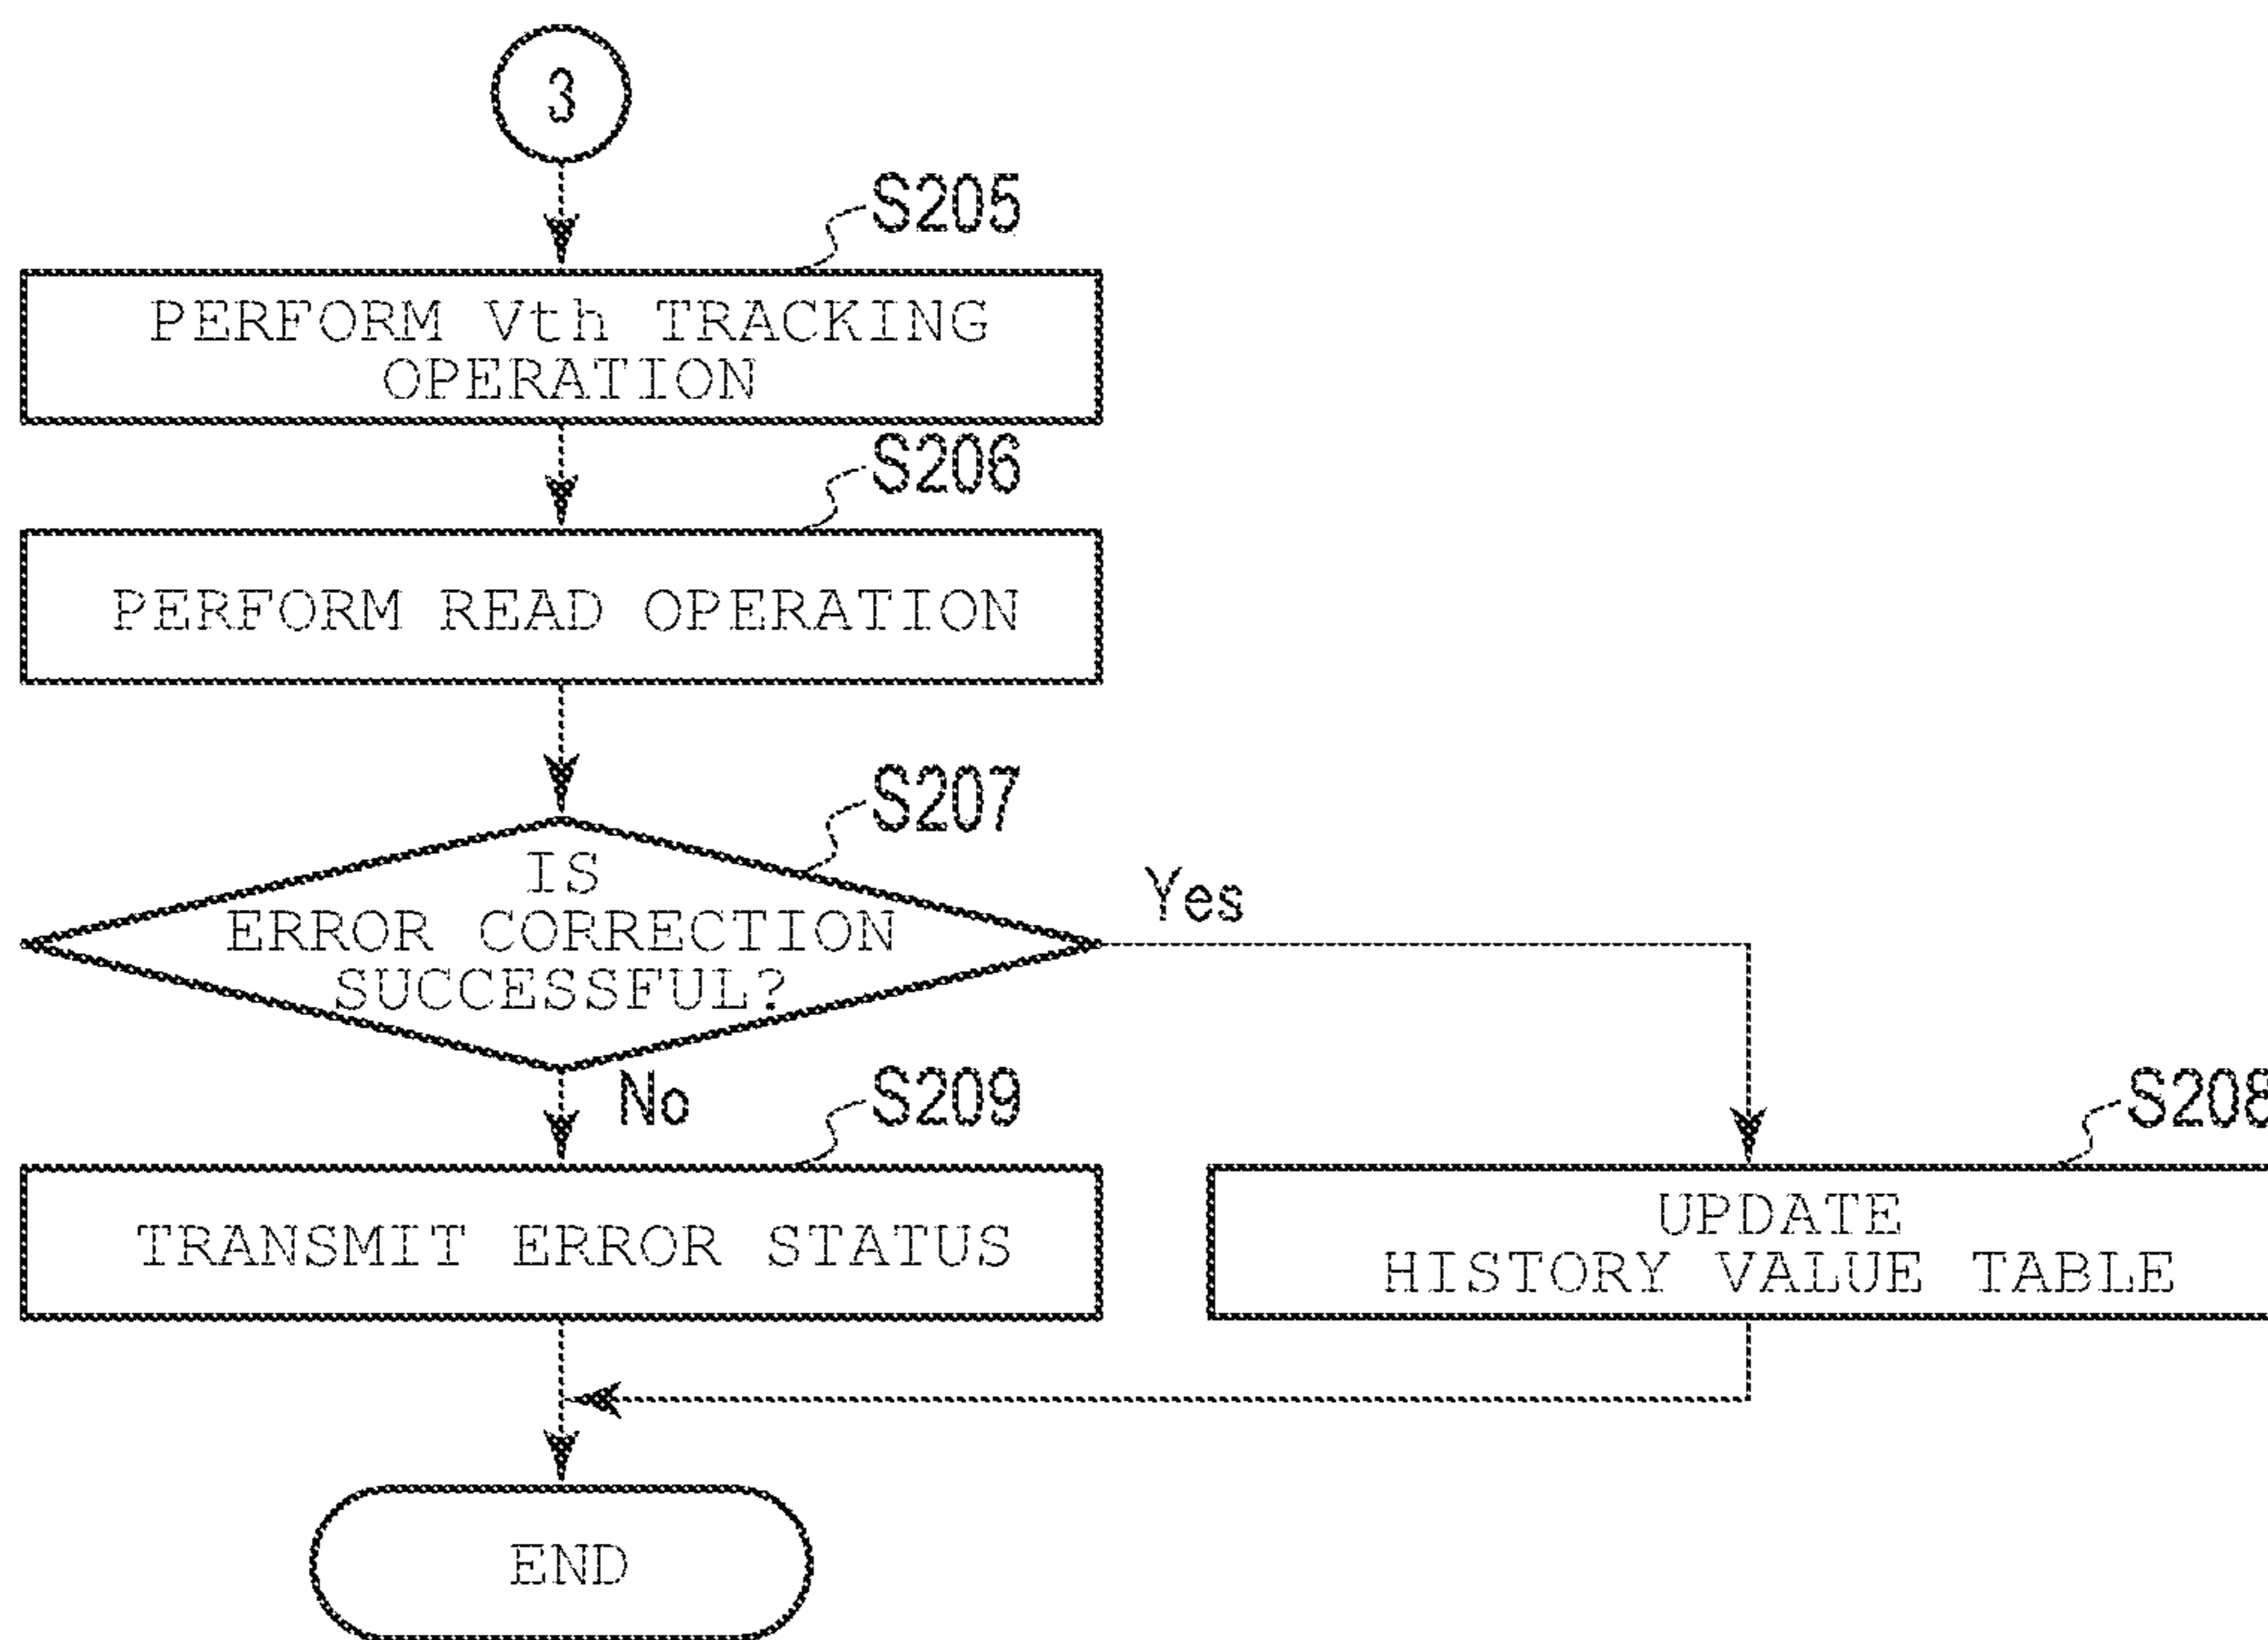 3
S205
PERFORM Vth TRACKING
OPERATION
S206
PERFORM READ OPERATION
S207
IS
ERROR CORRECTION
SUCCESSFUL?
Yes
No
S209
S208
TRANSMIT ERROR STATUS
UPDATE
HISTORY VALUE TABLE
END